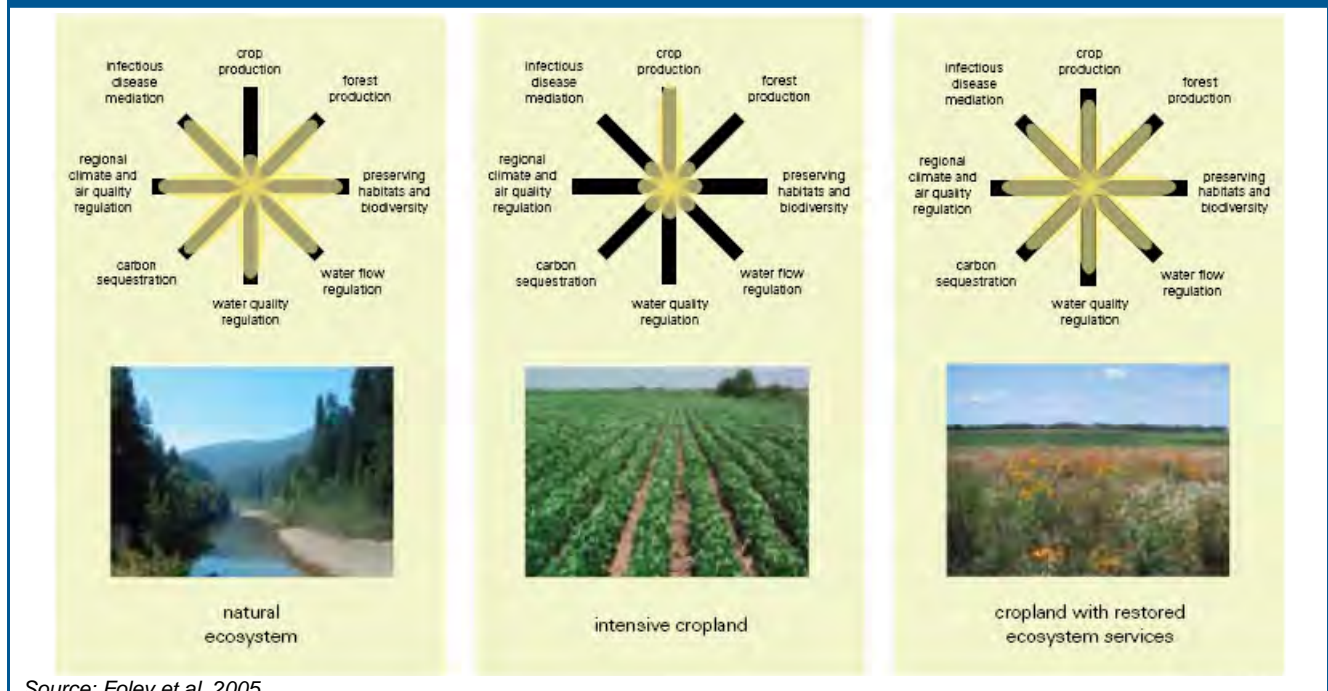 crop
production
infectious
disease
mediation
forest
production
regional
climate and
air quality
regulation
preserving
habitats and
biodiversity
carbon
sequestration
water flow
regulation
water quality
regulation
natural
ecosystem
crop
production
infectious
disease
mediation
forest
production
regional
climate and
air quality
regulation
preserving
habitats and
biodiversity
carbon
sequestration
water flow
regulation
water quality
regulation
intensive cropland
crop
production
infectious
disease
mediation
forest
production
regional
climate and
air quality
regulation
preserving
habitats and
biodiversity
carbon
sequestration
water flow
regulation
water quality
regulation
cropland with restored
ecosystem services
Source: Foley et al. 2005